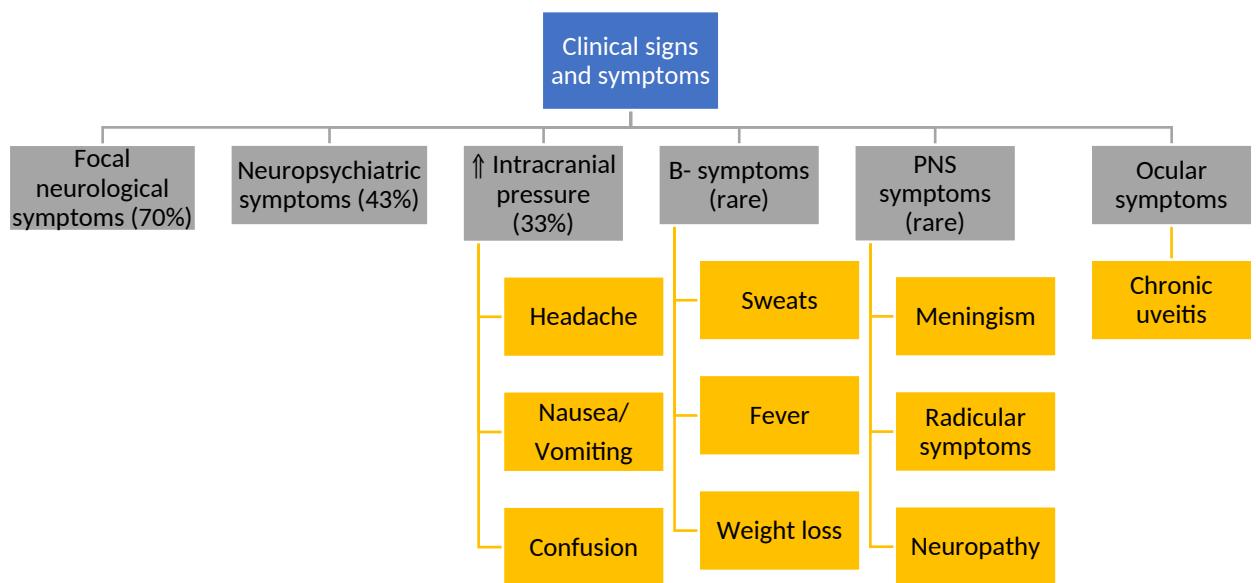 Clinical signs
and symptoms
Focal
neurological
symptoms (70%)
Neuropsychiatric
symptoms (43%)
⇑ Intracranial
pressure
(33%)
B- symptoms
(rare)
PNS
symptoms
(rare)
Ocular
symptoms
Headache
Nausea/
Vomiting
Confusion
Sweats
Fever
Weight loss
Meningism
Radicular
symptoms
Neuropathy
Chronic
uveitis